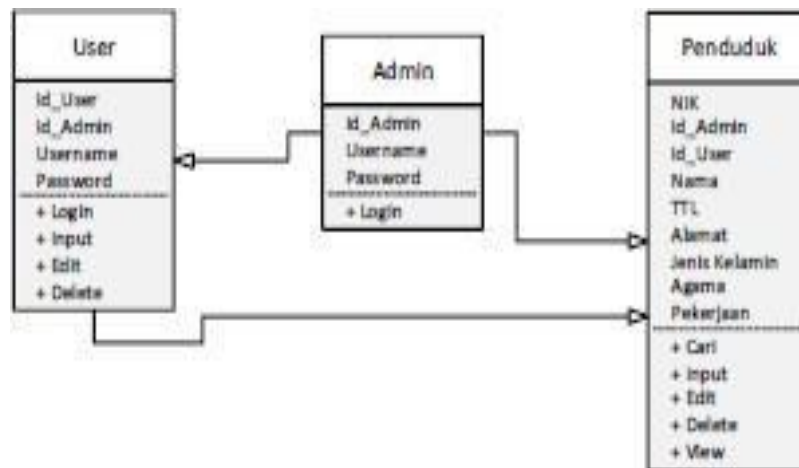 User
Id_User
Id_Admin
Username
Password
+ Login
+ Input
+ Edit
+ Delete
Admin
Id_Admin
Username
Password
+ Login
Penduduk
NIK
Id_Admin
Id_User
Nama
TTL
Alamat
Jenis Kelamin
Agama
Pekerjaan
+ Cari
+ Input
+ Edit
+ Delete
+ View